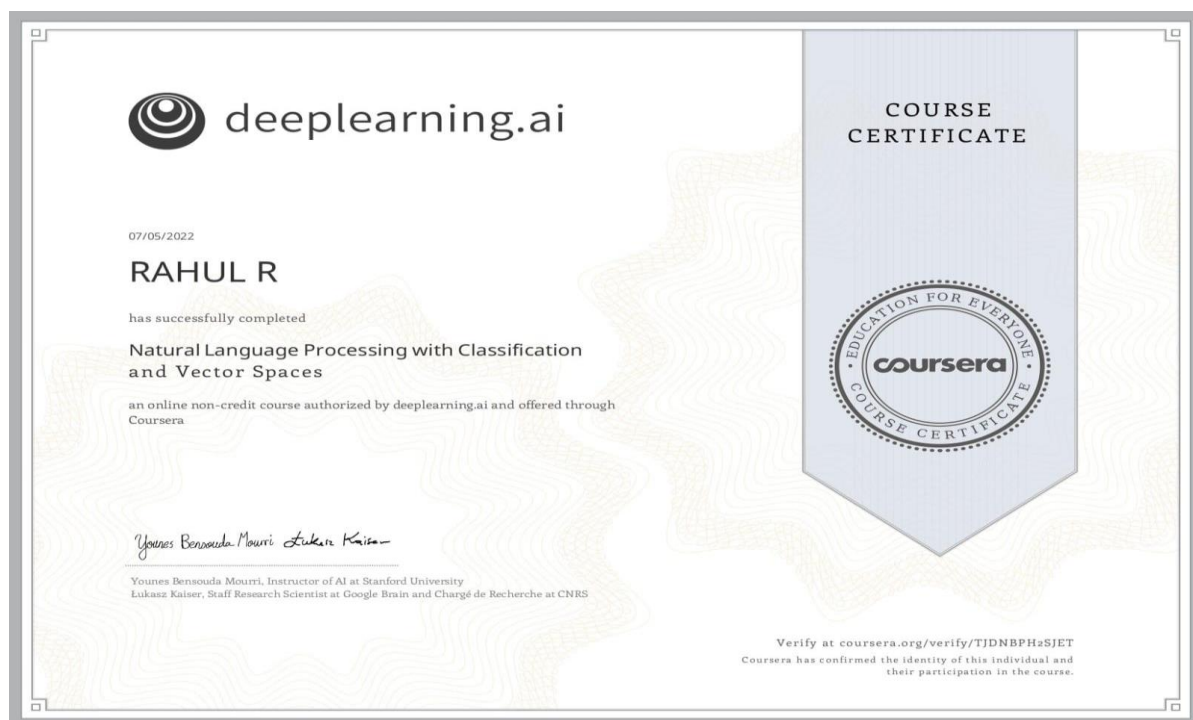 deeplearning.ai
COURSE
CERTIFICATE
07/05/2022
RAHUL R
has successfully completed
Natural Language Processing with Classification
and Vector Spaces
an online non-credit course authorized by deeplearning.ai and offered through
Coursera
EDUCATION FOR EVERYONE
coursera
COURSE CERTIFICATE
Younes Bensouda Mourri Łukasz Kaiser
Younes Bensouda Mourri, Instructor of AI at Stanford University
Łukasz Kaiser, Staff Research Scientist at Google Brain and Chargé de Recherche at CNRS
Verify at coursera.org/verify/TJDNBPH2SJET
Coursera has confirmed the identity of this individual and
their participation in the course.